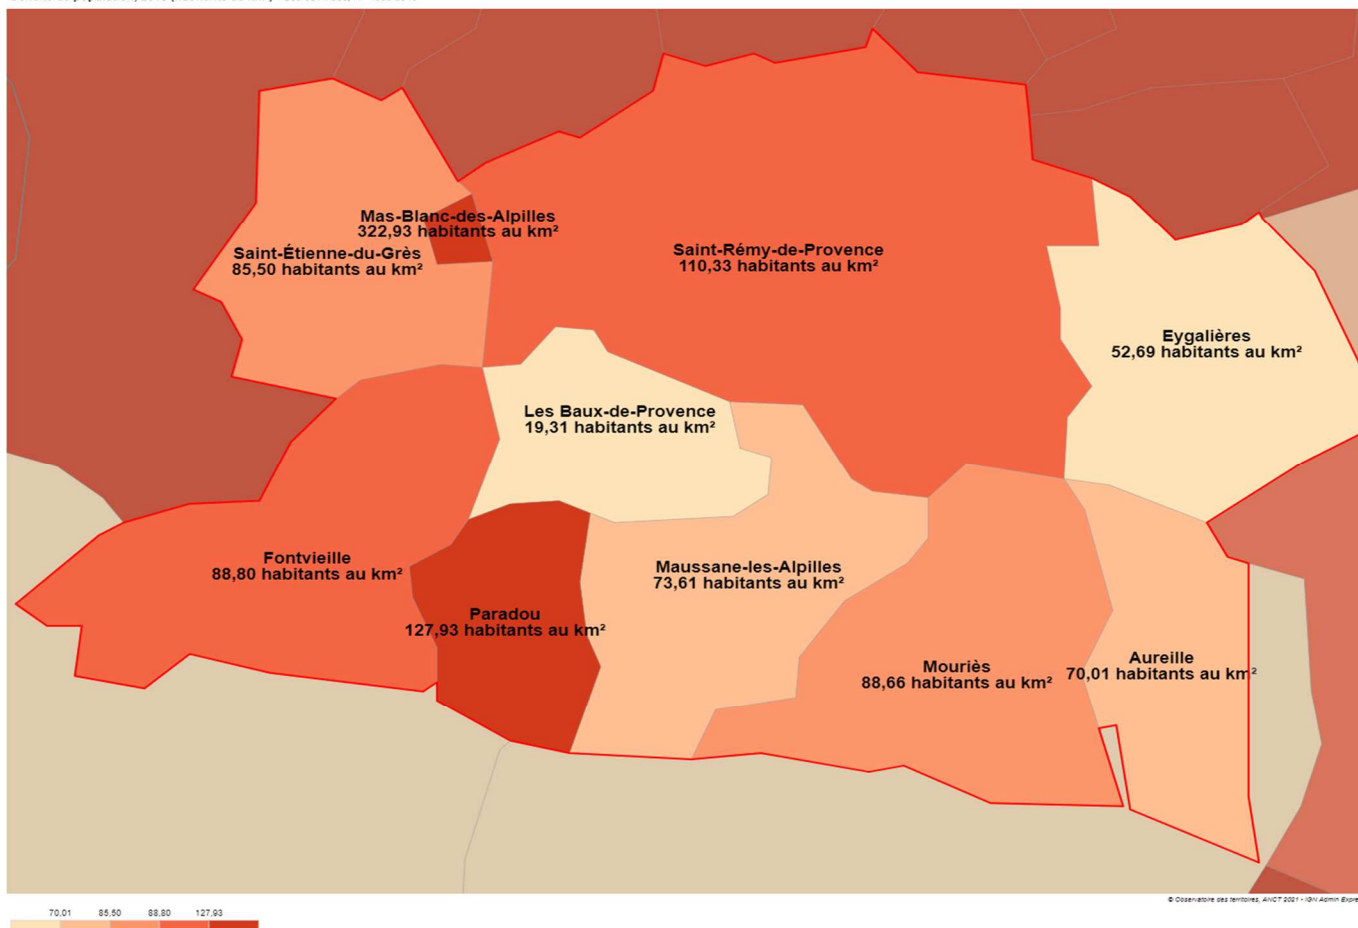 Mas-Blanc-des-Alpilles
322,93 habitants au km²
Saint-Étienne-du-Grès
85,50 habitants au km²
Saint-Rémy-de-Provence
110,33 habitants au km²
Eygalières
52,69 habitants au km²
Les Baux-de-Provence
19,31 habitants au km²
Fontvieille
88,80 habitants au km²
Maussane-les-Alpilles
73,61 habitants au km²
Paradou
127,93 habitants au km²
Mouriès
88,66 habitants au km²
Aureille
70,01 habitants au km²
© Observatoire des territoires, ANCT 2021 - IGN Admin Expre
70,01 85,50 88,80 127,93